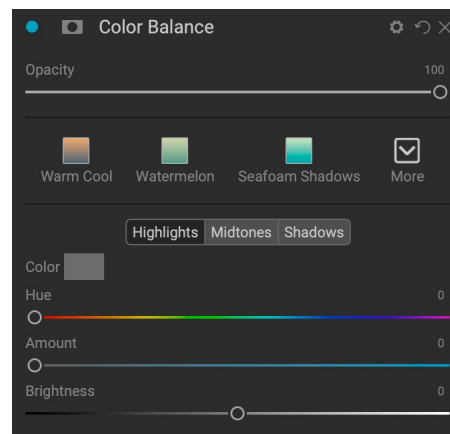 Color Balance
Opacity 100
Warm Cool Watermelon Seafoam Shadows More
Highlights Midtones Shadows
Color
Hue 0
Amount 0
Brightness 0